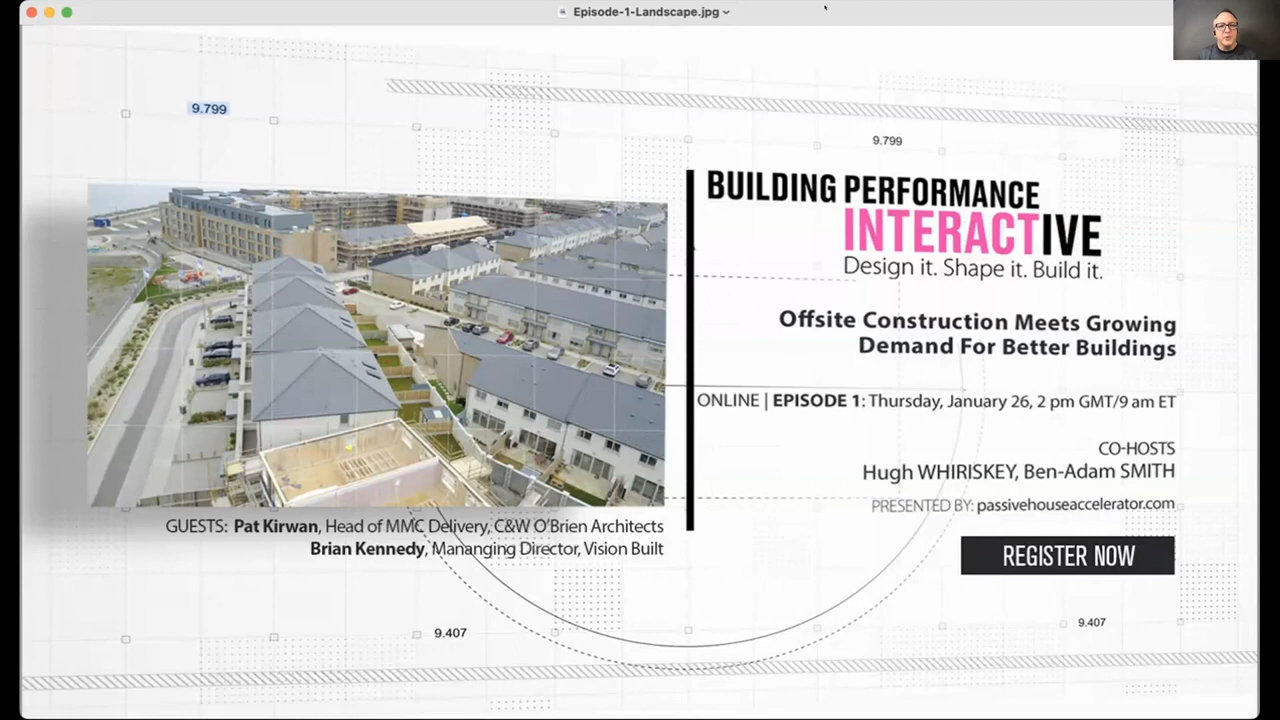 Episode-1-Landscape.jpg
9.799
9.799
BUILDING PERFORMANCE
INTERACTIVE
Design it. Shape it. Build it.
Offsite Construction Meets Growing
Demand For Better Buildings
ONLINE | EPISODE 1: Thursday, January 26, 2 pm GMT/9 am ET
CO-HOSTS
Hugh WHIRISKEY, Ben-Adam SMITH
PRESENTED BY: passivehouseaccelerator.com
GUESTS: Pat Kirwan, Head of MMC Delivery, C&W O'Brien Architects
Brian Kennedy, Mananging Director, Vision Built
REGISTER NOW
9.407
9.407